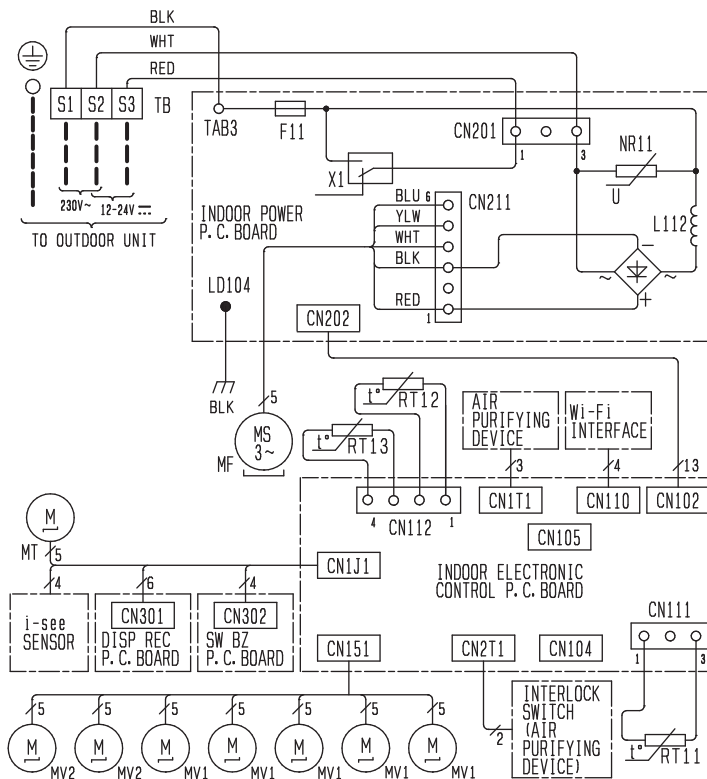 BLK
WHT
RED
S1 S2 S3 TB
TAB3
F11
CN201
1
3
NR11
U
X1
L112
230V~
12-24V ⎓
TO OUTDOOR UNIT
INDOOR POWER
P.C.BOARD
BLU 6
YLW
WHT
BLK
RED
1
CN211
~
~
−
+
LD104
BLK
CN202
5
MS
3~
MF
t°
RT12
t°
RT13
AIR
PURIFYING
DEVICE
Wi-Fi
INTERFACE
3
4
13
CN1T1
CN110
CN102
4
1
CN112
CN105
M
MT
5
CN1J1
INDOOR ELECTRONIC
CONTROL P.C.BOARD
4
6
4
i-see
SENSOR
CN301
DISP REC
P.C.BOARD
CN302
SW BZ
P.C.BOARD
CN111
1
3
CN151
CN2T1
CN104
5
5
5
5
5
5
5
M
M
M
M
M
M
M
MV2
MV2
MV1
MV1
MV1
MV1
MV1
2
INTERLOCK
SWITCH
(AIR
PURIFYING
DEVICE)
t°
RT11